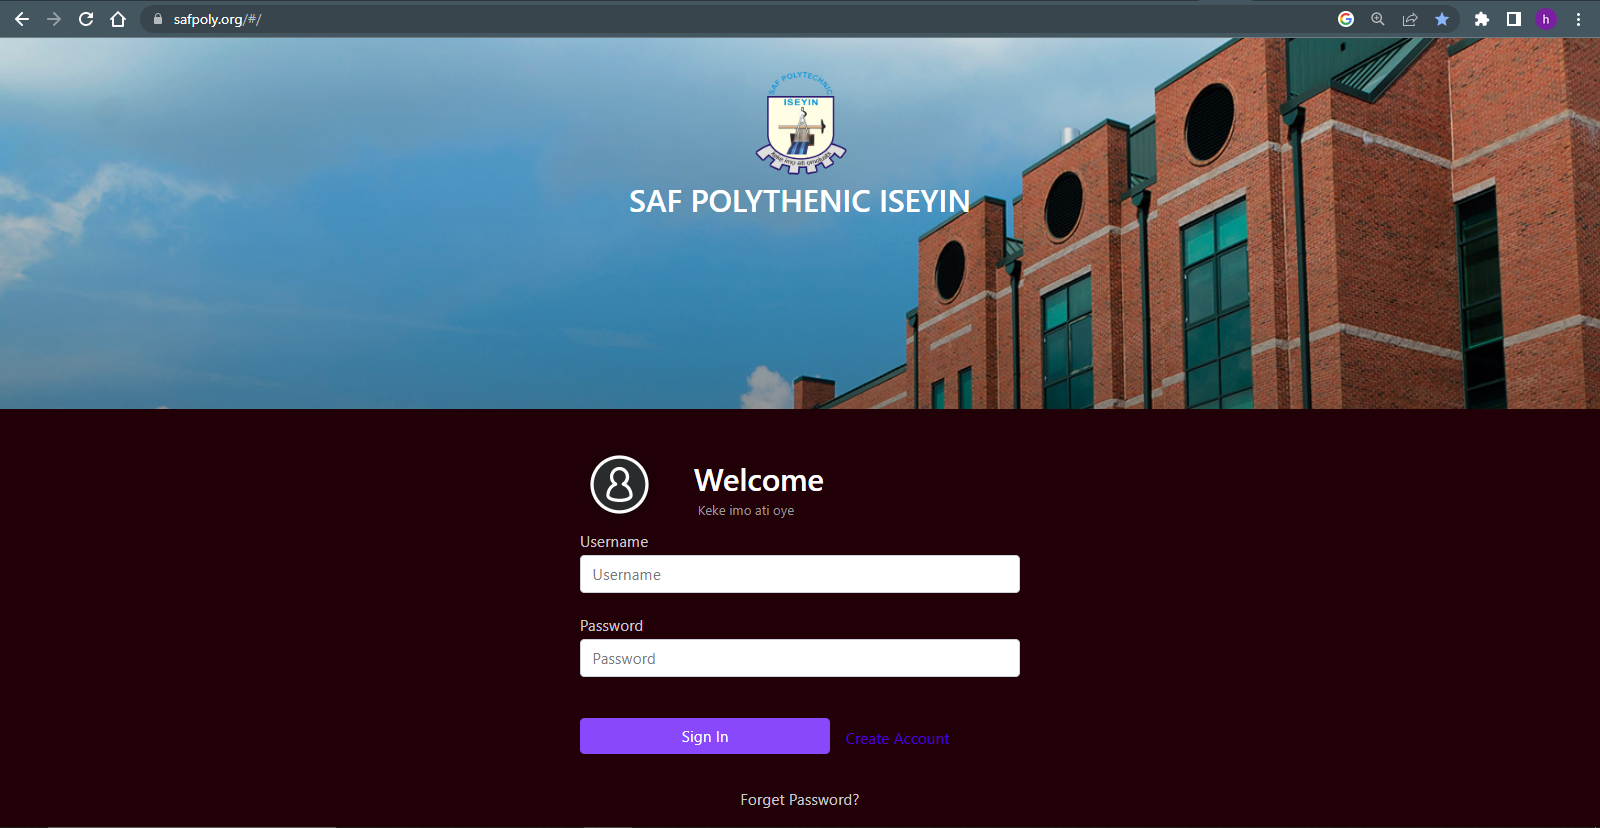 safpoly.org/#/
h
SAF POLYTECHNIC
ISEYIN
SAF POLYTHENIC ISEYIN
Welcome
Keke imo ati oye
Username
Username
Password
Password
Sign In
Create Account
Forget Password?